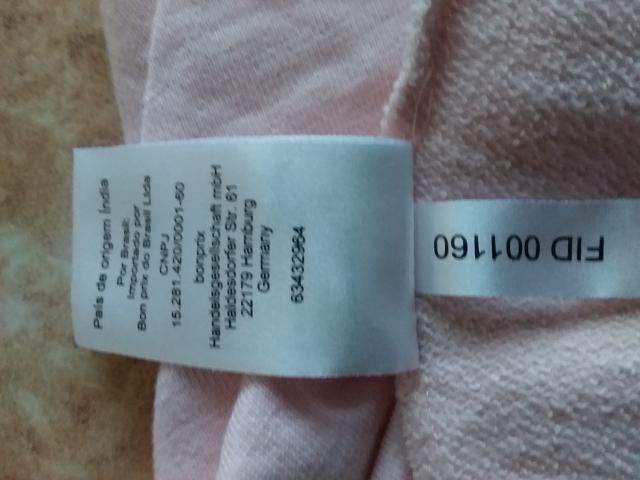 País de origem India
Por Brasil:
Importado por
Bon prix do Brasil Ltda
CNPJ
15.281.420/0001-60
bonprix
Handelsgesellschaft mbH
Haldesdorfer Str. 61
22179 Hamburg
Germany
63432964
FID 001160